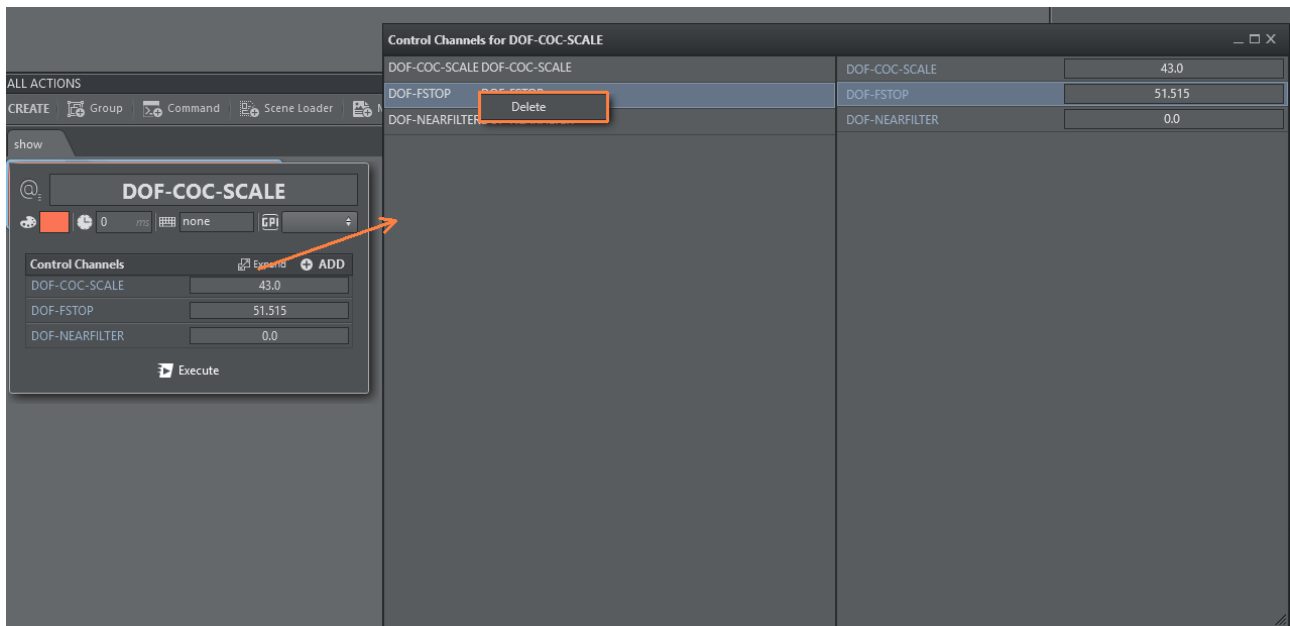 Control Channels for DOF-COC-SCALE
DOF-COC-SCALE DOF-COC-SCALE
DOF-FSTOP
Delete
DOF-NEARFILTER
DOF-COC-SCALE 43.0
DOF-FSTOP 51.515
DOF-NEARFILTER 0.0
ALL ACTIONS
CREATE Group Command Scene Loader
show
DOF-COC-SCALE
0 ms none GPI
Control Channels Expand ADD
DOF-COC-SCALE 43.0
DOF-FSTOP 51.515
DOF-NEARFILTER 0.0
Execute